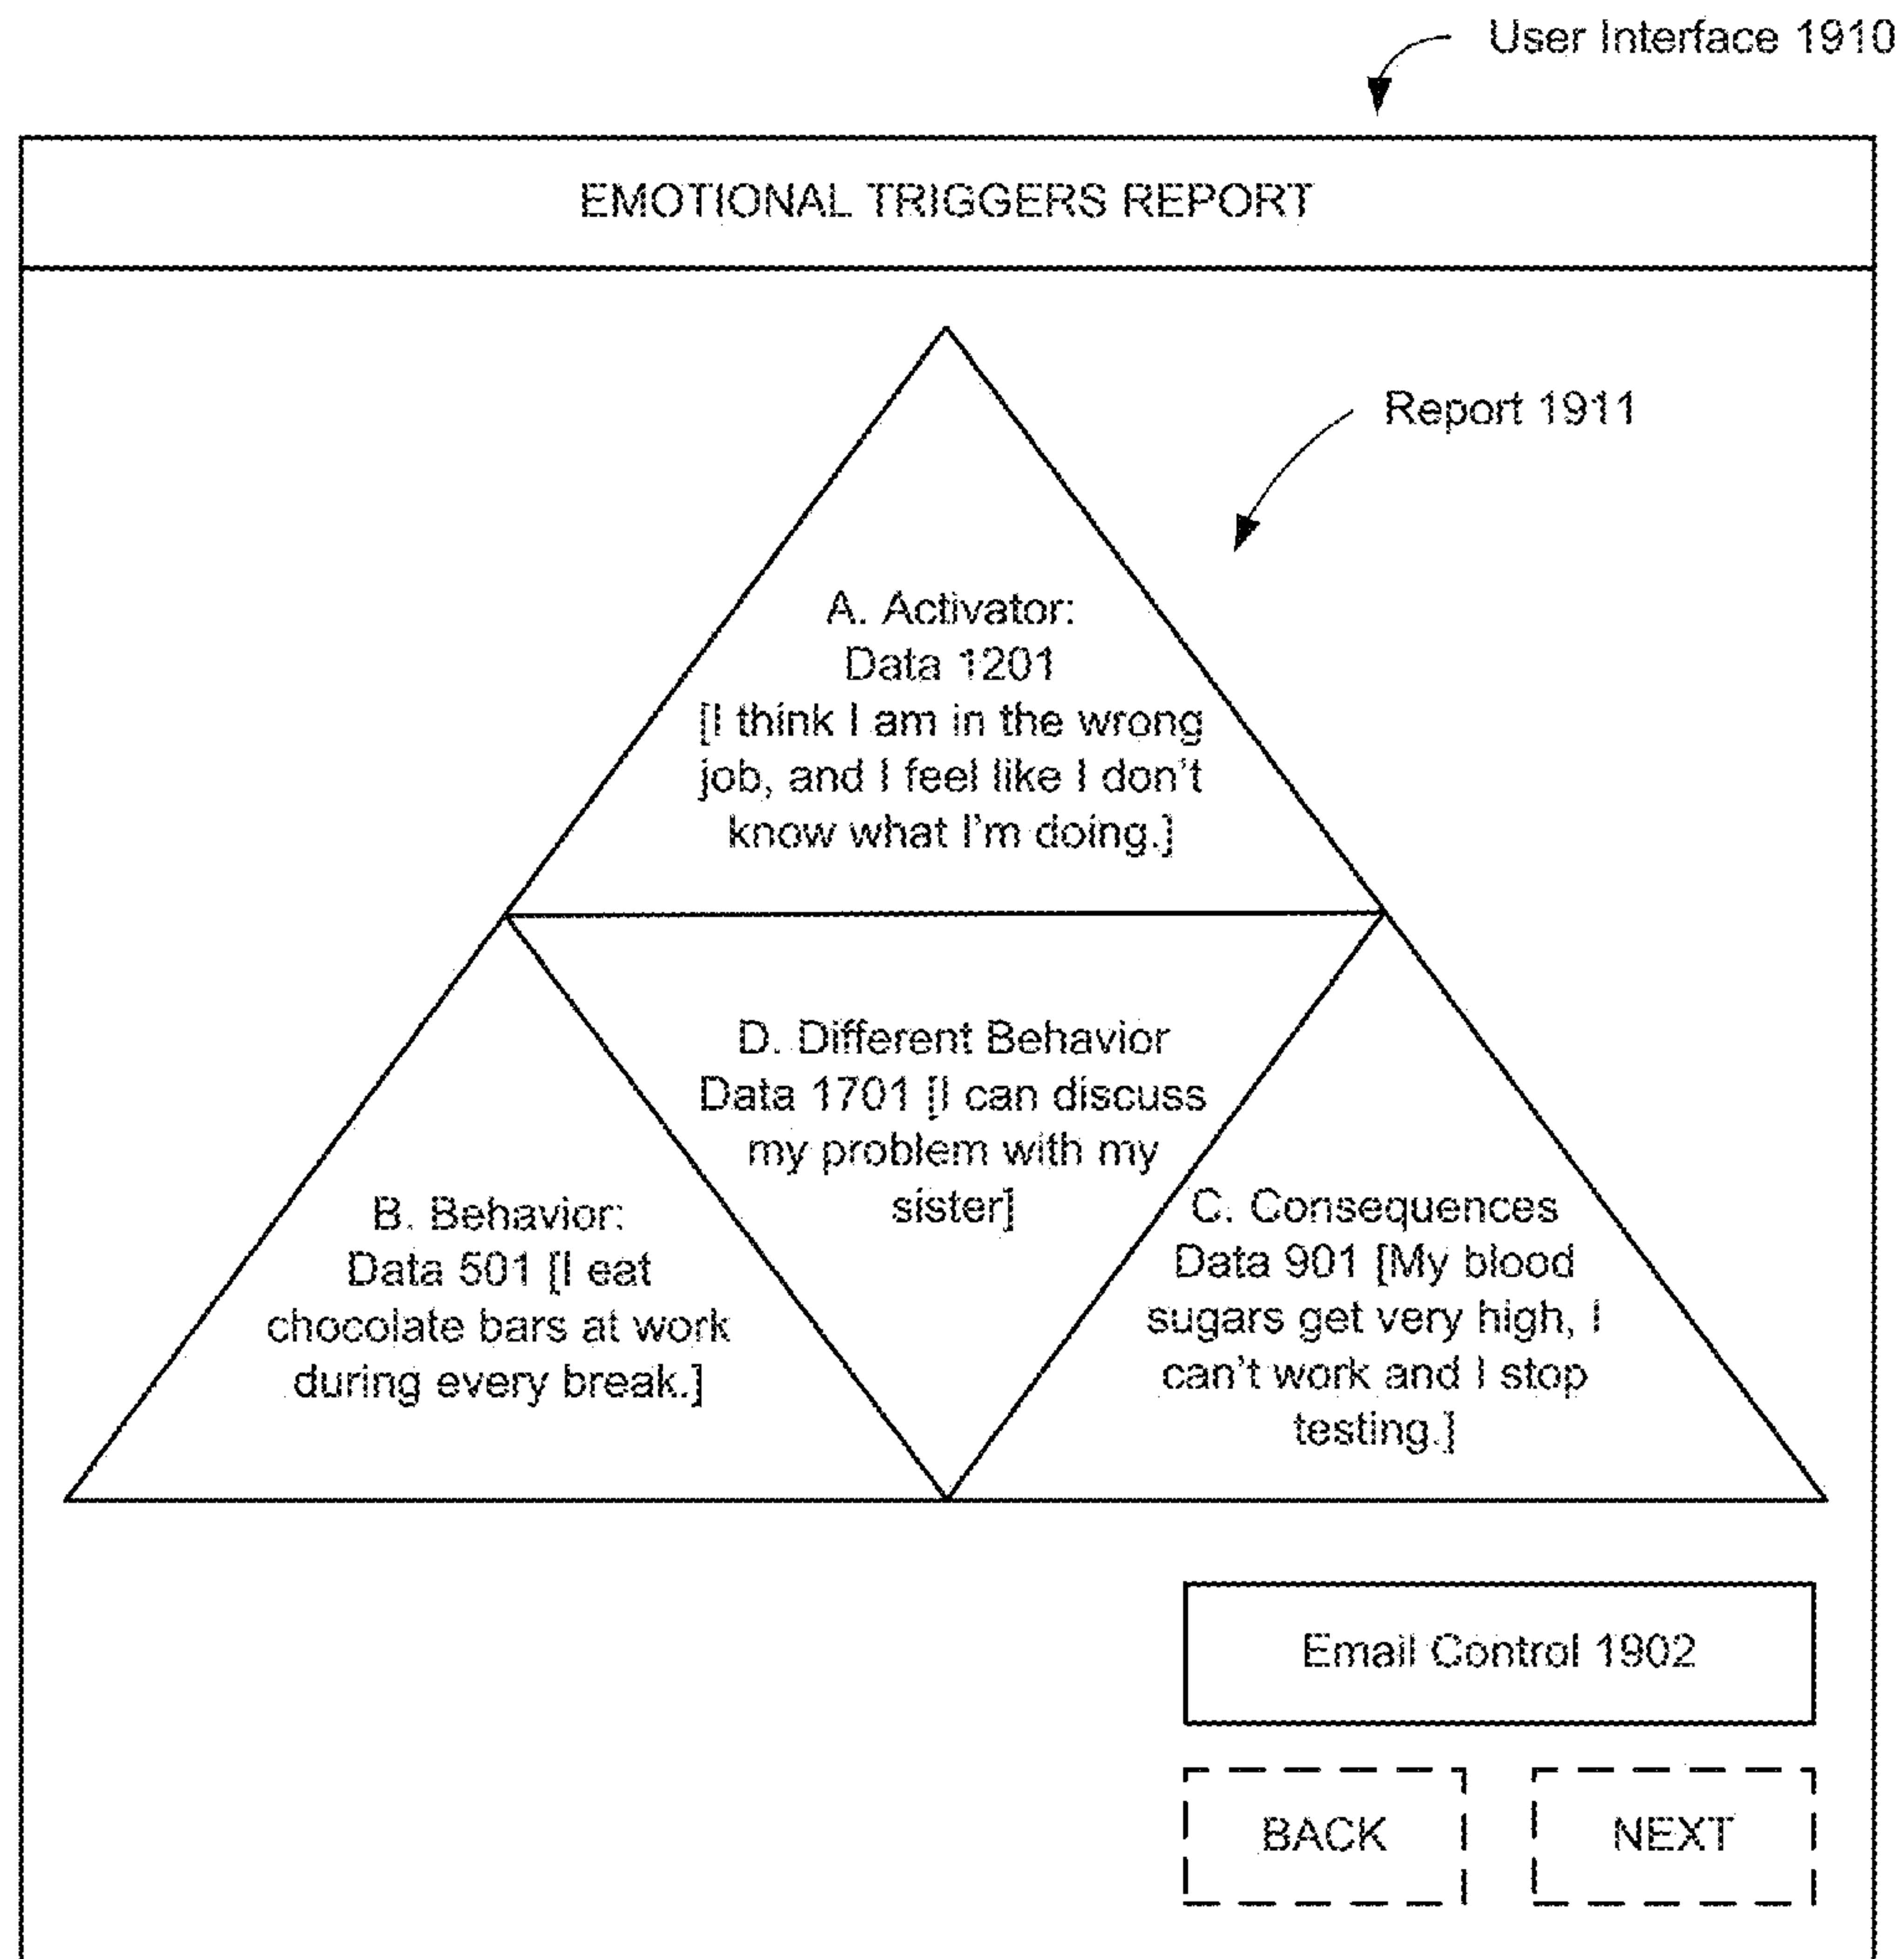 User Interface 1910
EMOTIONAL TRIGGERS REPORT
Report 1911
A. Activator:
Data 1201
[I think I am in the wrong
job, and I feel like I don't
know what I'm doing.]
D. Different Behavior
Data 1701 [I can discuss
my problem with my
sister]
B. Behavior:
Data 501 [I eat
chocolate bars at work
during every break.]
C. Consequences
Data 901 [My blood
sugars get very high, I
can't work and I stop
testing.]
Email Control 1902
BACK
NEXT